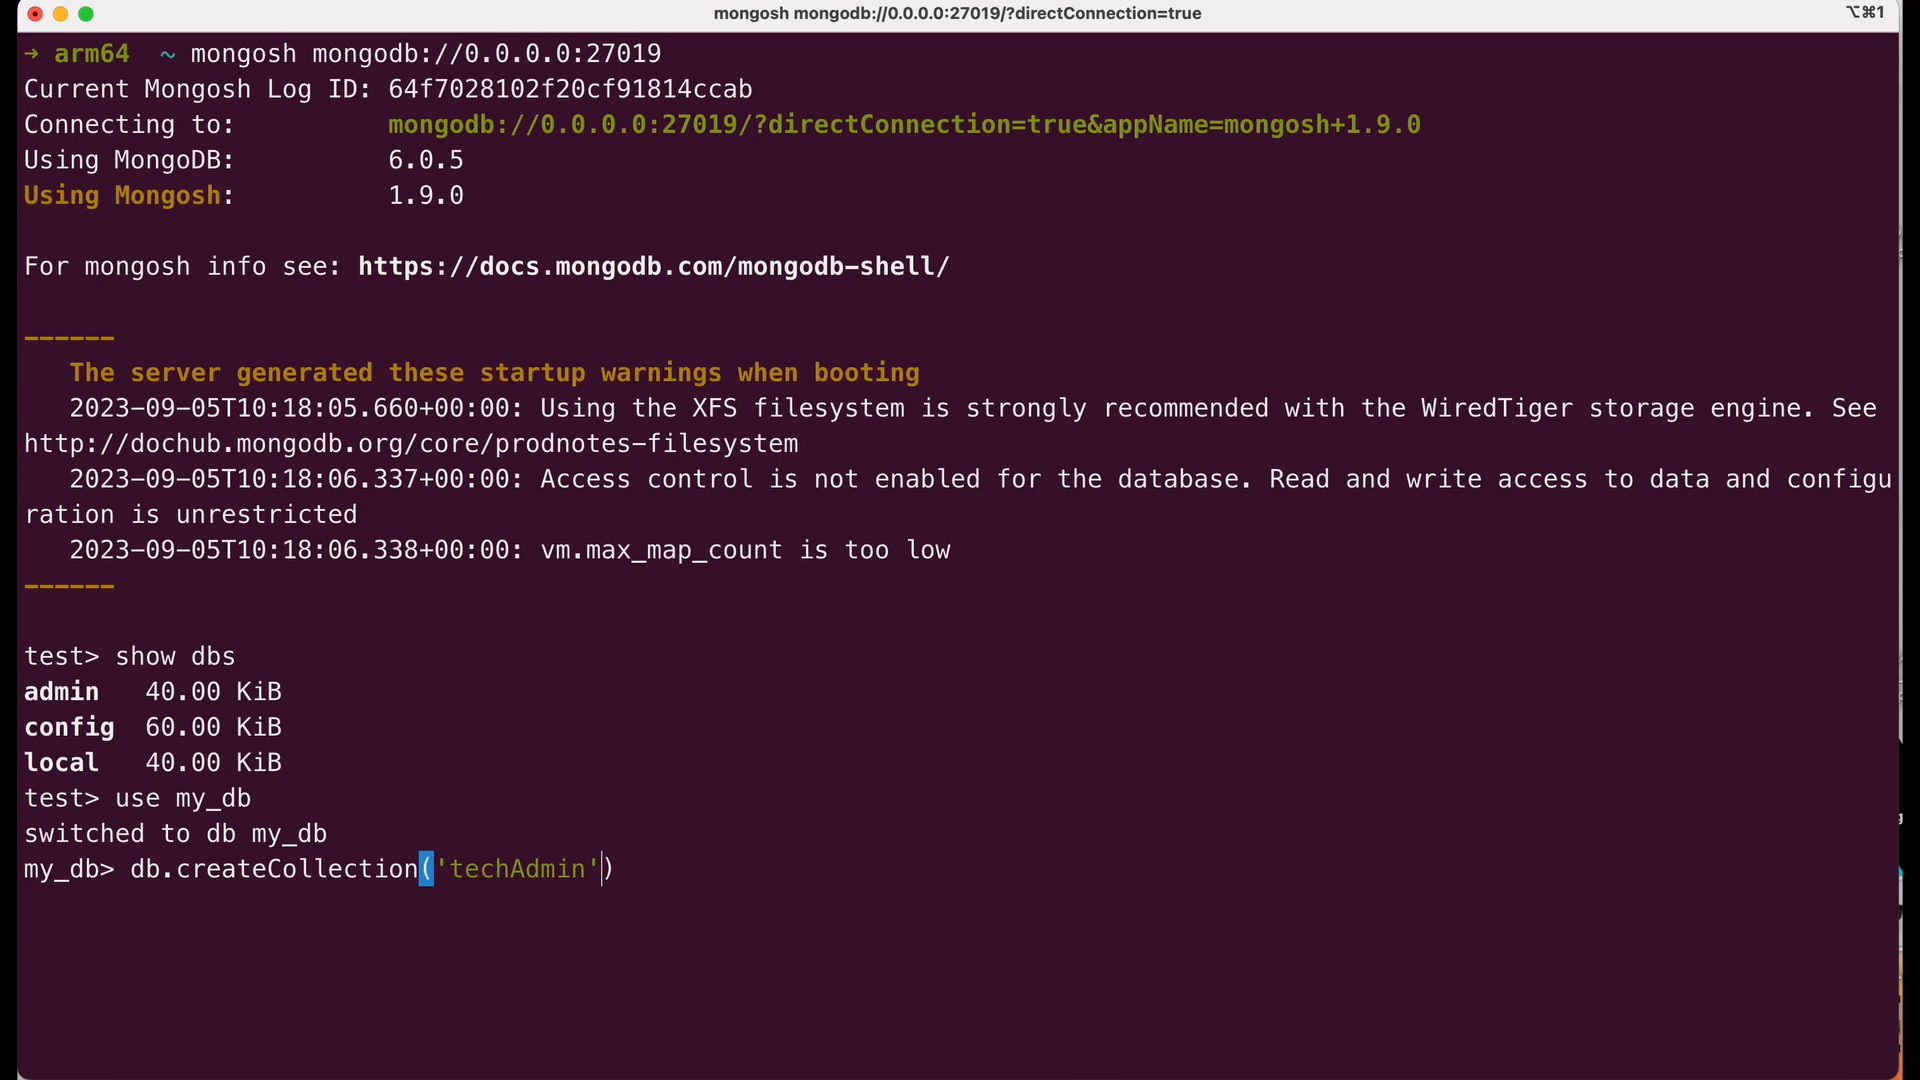 mongosh mongodb://0.0.0.0:27019/?directConnection=true
⌥⌘1
→ arm64 ~ mongosh mongodb://0.0.0.0:27019
Current Mongosh Log ID: 64f7028102f20cf91814ccab
Connecting to: mongodb://0.0.0.0:27019/?directConnection=true&appName=mongosh+1.9.0
Using MongoDB: 6.0.5
Using Mongosh: 1.9.0
For mongosh info see: https://docs.mongodb.com/mongodb-shell/
------
The server generated these startup warnings when booting
2023-09-05T10:18:05.660+00:00: Using the XFS filesystem is strongly recommended with the WiredTiger storage engine. See
http://dochub.mongodb.org/core/prodnotes-filesystem
2023-09-05T10:18:06.337+00:00: Access control is not enabled for the database. Read and write access to data and configu
ration is unrestricted
2023-09-05T10:18:06.338+00:00: vm.max_map_count is too low
------
test> show dbs
admin 40.00 KiB
config 60.00 KiB
local 40.00 KiB
test> use my_db
switched to db my_db
my_db> db.createCollection('techAdmin')